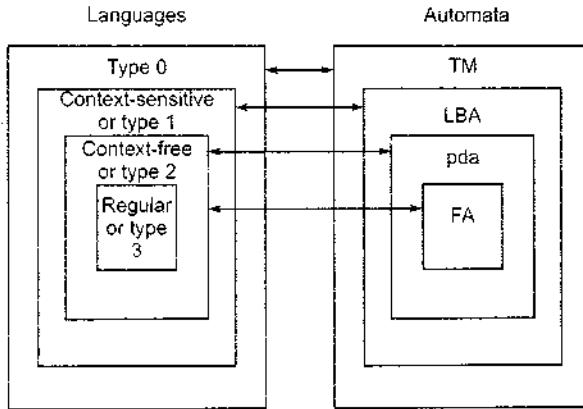 Languages
Automata
Type 0
TM
Context-sensitive
or type 1
LBA
Context-free
or type 2
pda
Regular
or type
3
FA